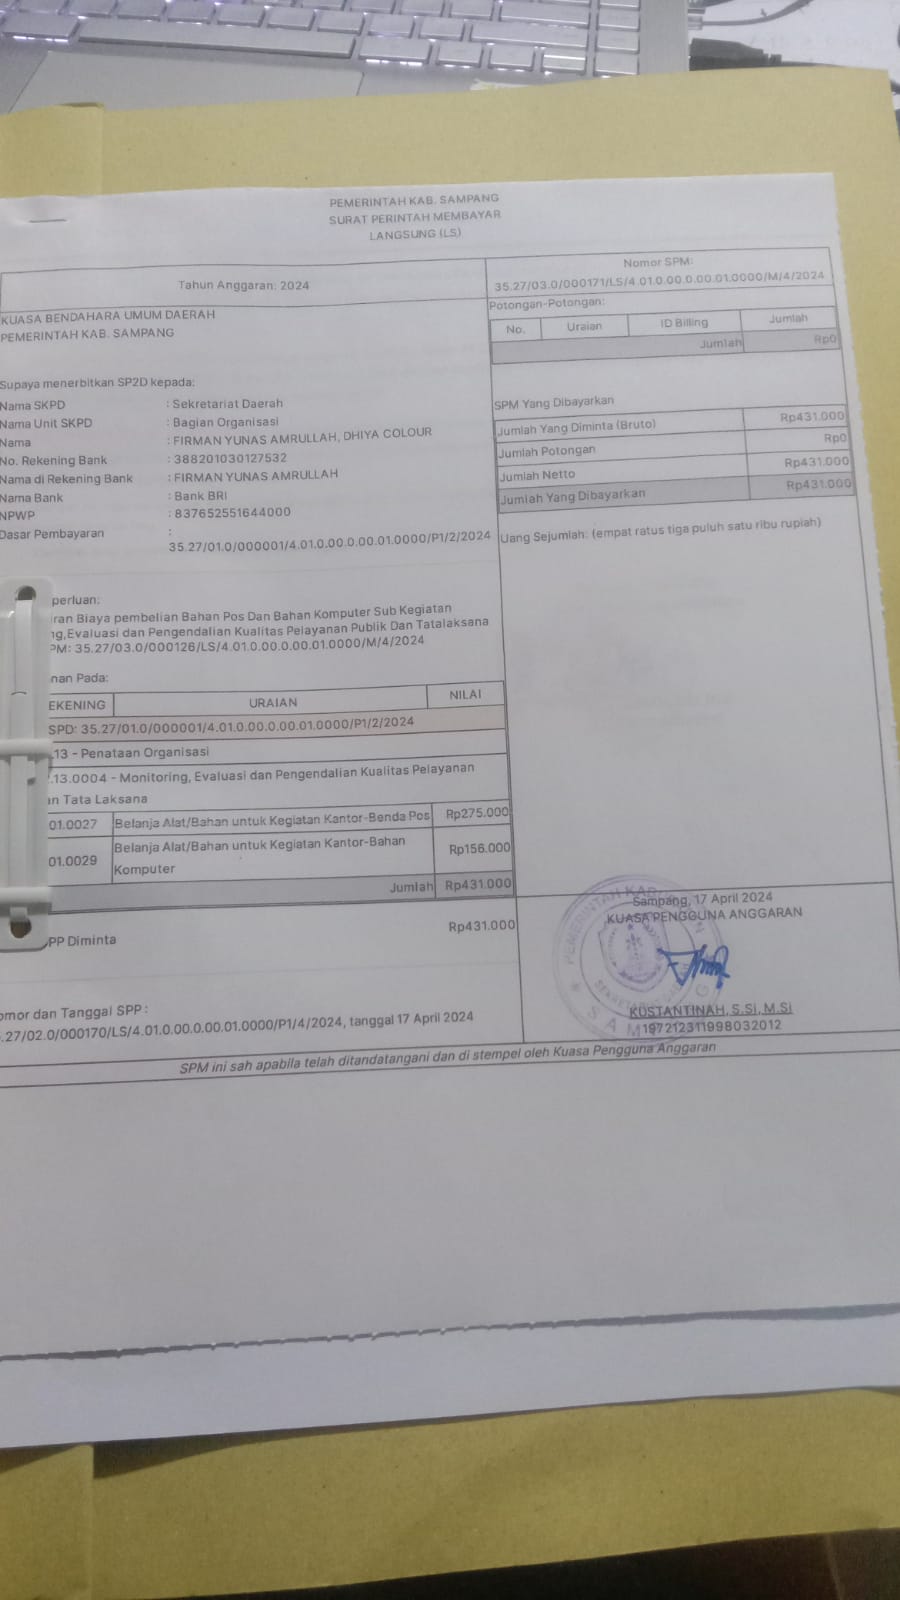 PEMERINTAH KAB. SAMPANG
SURAT PERINTAH MEMBAYAR
LANGSUNG (LS)
Tahun Anggaran: 2024
Nomor SPM:
35.27/03.0/000171/LS/4.01.0.00.0.00.01.0000/M/4/2024
KUASA BENDAHARA UMUM DAERAH
PEMERINTAH KAB. SAMPANG
Supaya menerbitkan SP2D kepada:
Nama SKPD : Sekretariat Daerah
Nama Unit SKPD : Bagian Organisasi
Nama : FIRMAN YUNAS AMRULLAH, DHIYA COLOUR
No. Rekening Bank : 388201030127532
Nama di Rekening Bank : FIRMAN YUNAS AMRULLAH
Nama Bank : Bank BRI
NPWP : 837652551644000
Dasar Pembayaran :
35.27/01.0/000001/4.01.0.00.0.00.01.0000/P1/2/2024
perluan:
ran Biaya pembelian Bahan Pos Dan Bahan Komputer Sub Kegiatan
g,Evaluasi dan Pengendalian Kualitas Pelayanan Publik Dan Tatalaksana
PM: 35.27/03.0/000126/LS/4.01.0.00.0.00.01.0000/M/4/2024
nan Pada:
EKENING URAIAN NILAI
SPD: 35.27/01.0/000001/4.01.0.00.0.00.01.0000/P1/2/2024
.13 - Penataan Organisasi
.13.0004 - Monitoring, Evaluasi dan Pengendalian Kualitas Pelayanan
n Tata Laksana
01.0027 Belanja Alat/Bahan untuk Kegiatan Kantor-Benda Pos Rp275.000
01.0029 Belanja Alat/Bahan untuk Kegiatan Kantor-Bahan
Komputer Rp156.000
Jumlah Rp431.000
PP Diminta Rp431.000
omor dan Tanggal SPP :
.27/02.0/000170/LS/4.01.0.00.0.00.01.0000/P1/4/2024, tanggal 17 April 2024
Potongan-Potongan:
No. Uraian ID Billing Jumlah
Jumlah Rp0
SPM Yang Dibayarkan
Jumlah Yang Diminta (Bruto) Rp431.000
Jumlah Potongan Rp0
Jumlah Netto Rp431.000
Jumlah Yang Dibayarkan Rp431.000
Uang Sejumlah: (empat ratus tiga puluh satu ribu rupiah)
Sampang, 17 April 2024
KUASA PENGGUNA ANGGARAN
KUSTANTINAH, S.Si, M.Si
197212311998032012
SPM ini sah apabila telah ditandatangani dan di stempel oleh Kuasa Pengguna Anggaran